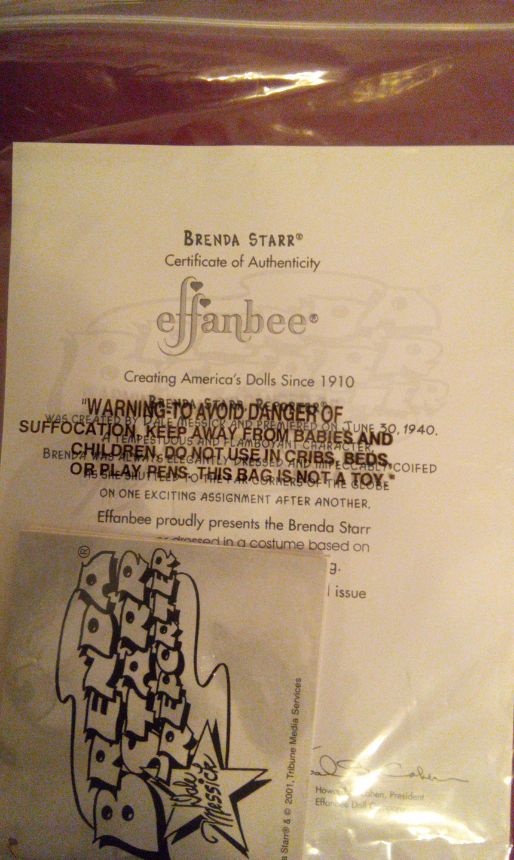 BRENDA STARR®
Certificate of Authenticity
effanbee®
Creating America's Dolls Since 1910
BRENDA STARR REPORTER
WAS CREATED BY DALE MESSICK AND PREMIERED ON JUNE 30, 1940.
A TEMPESTUOUS AND FLAMBOYANT CHARACTER,
BRENDA WAS ALWAYS ELEGANTLY DRESSED AND IMPECCABLY COIFED
AS SHE SHUTTLED TO THE FAR CORNERS OF THE GLOBE
ON ONE EXCITING ASSIGNMENT AFTER ANOTHER.
"WARNING-TO AVOID DANGER OF
SUFFOCATION, KEEP AWAY FROM BABIES AND
CHILDREN. DO NOT USE IN CRIBS, BEDS
OR PLAY PENS. THIS BAG IS NOT A TOY."
Effanbee proudly presents the Brenda Starr
dressed in a costume based on
g.
issue
BRENDA
STARR
REPORTER
®
Dale
Messick
Starr® & © 2001, Tribune Media Services
President
Effanbee Doll